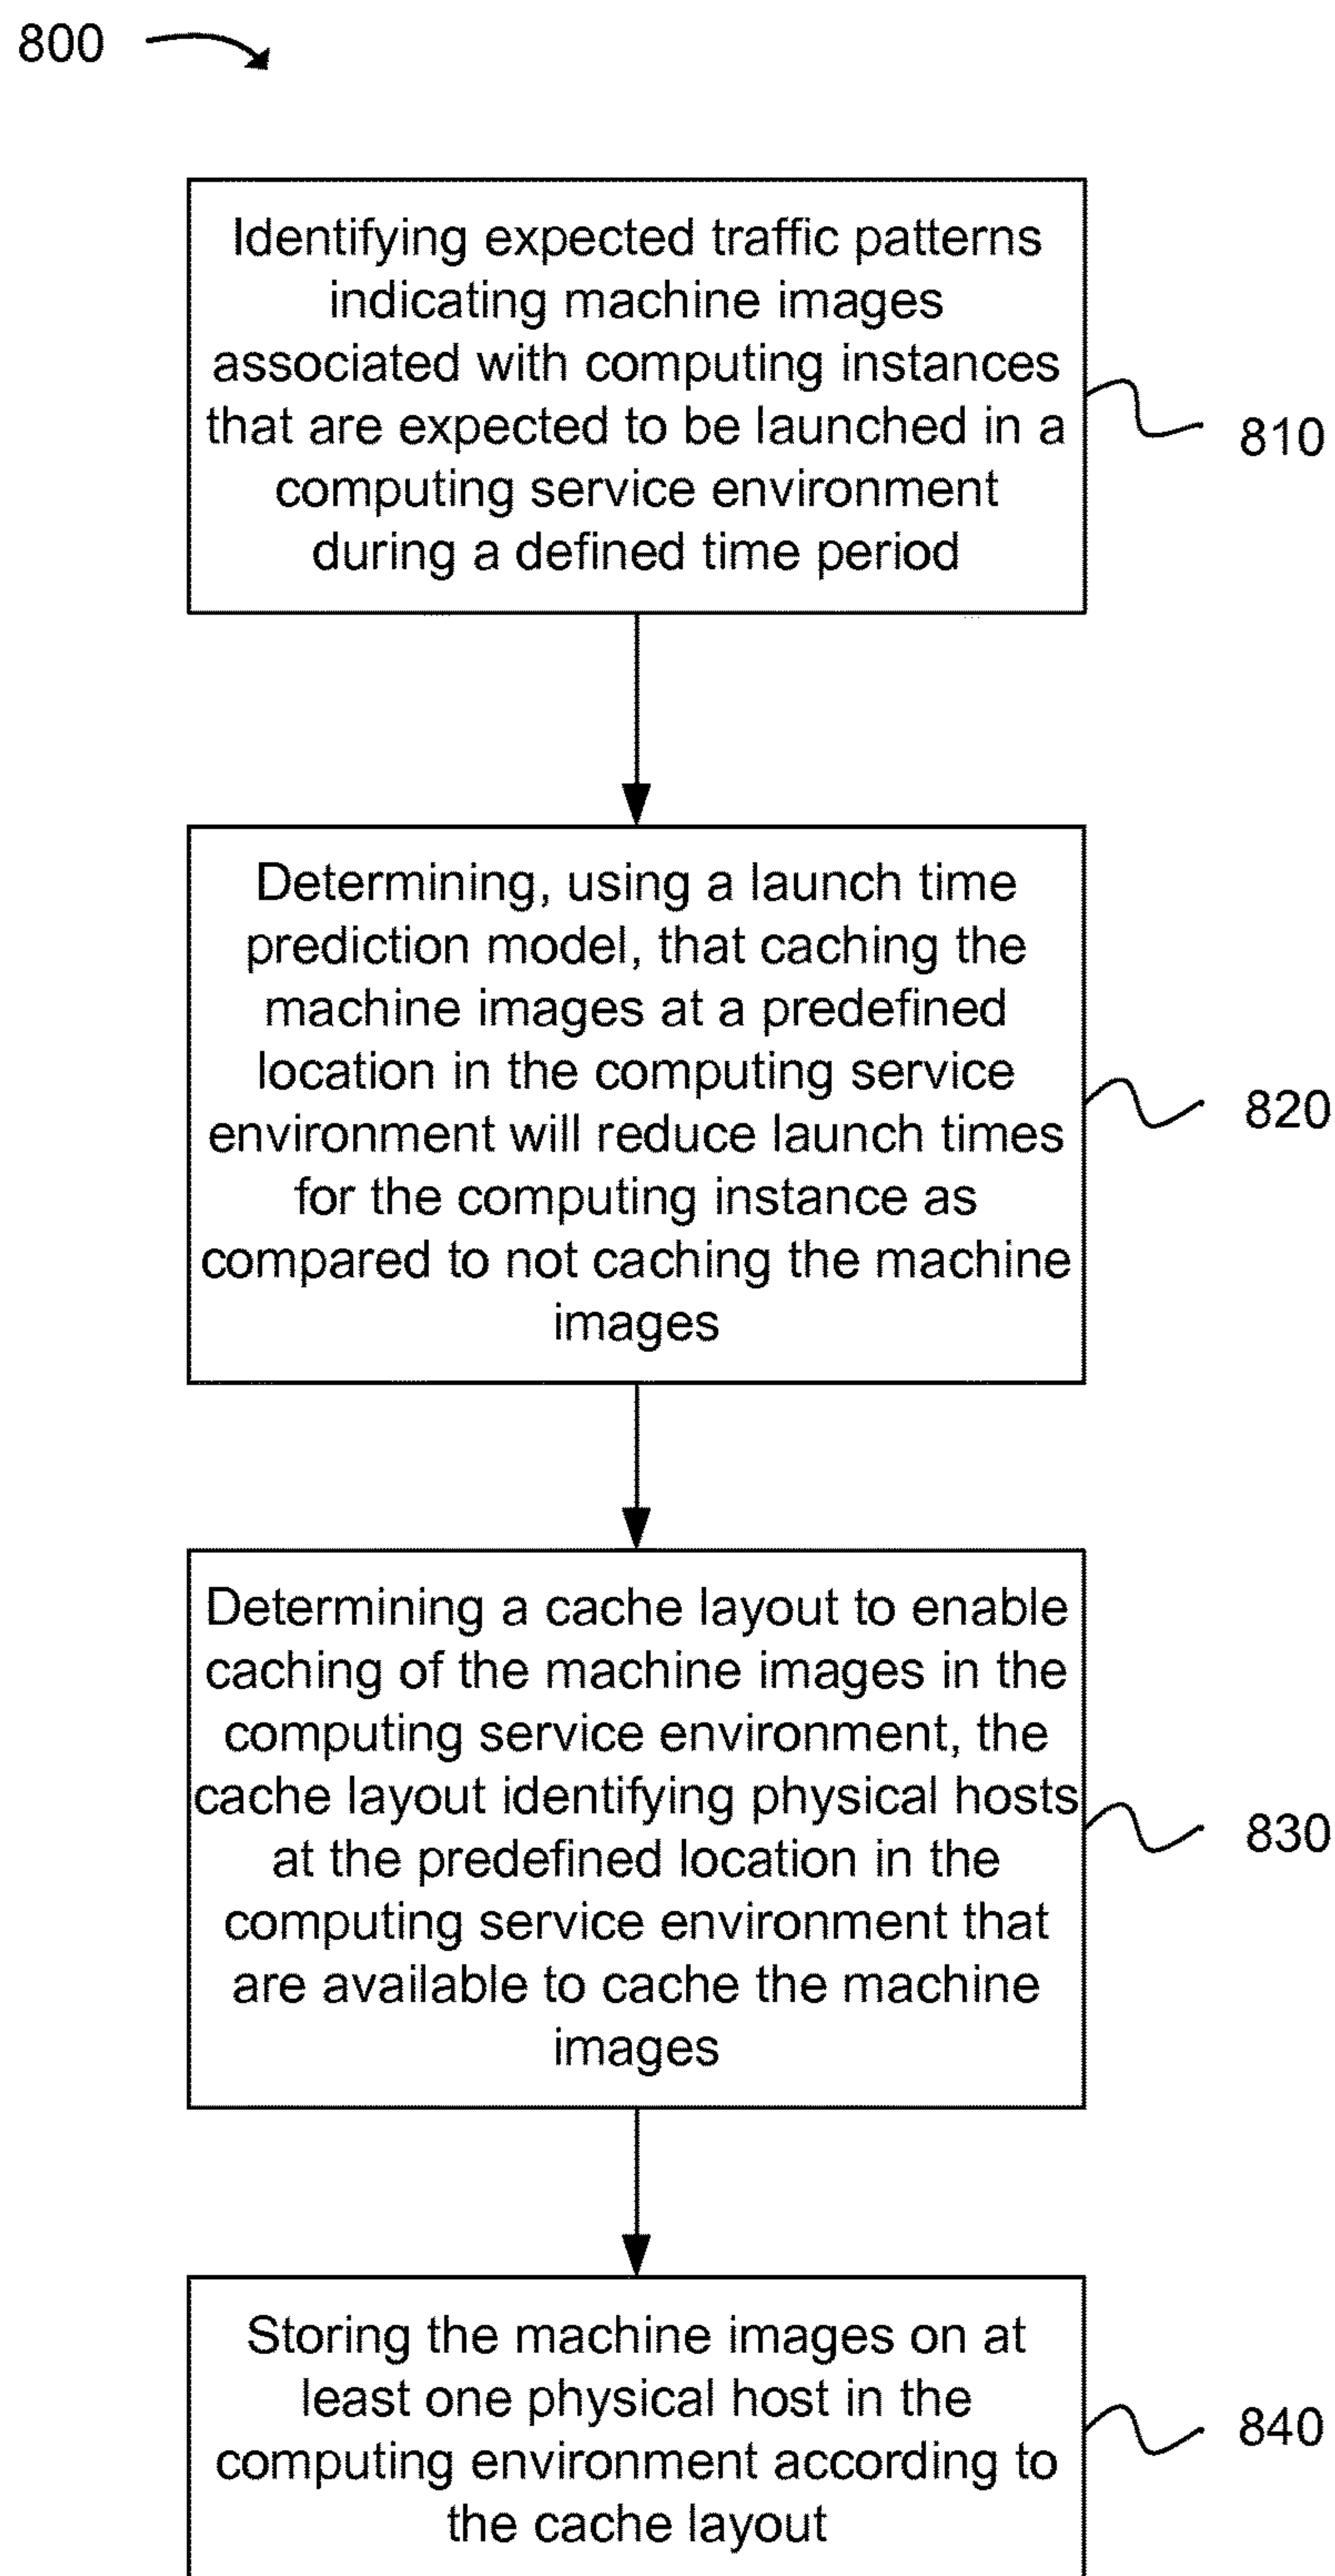 800
Identifying expected traffic patterns
indicating machine images
associated with computing instances
that are expected to be launched in a
computing service environment
during a defined time period
810
Determining, using a launch time
prediction model, that caching the
machine images at a predefined
location in the computing service
environment will reduce launch times
for the computing instance as
compared to not caching the machine
images
820
Determining a cache layout to enable
caching of the machine images in the
computing service environment, the
cache layout identifying physical hosts
at the predefined location in the
computing service environment that
are available to cache the machine
images
830
Storing the machine images on at
least one physical host in the
computing environment according to
the cache layout
840